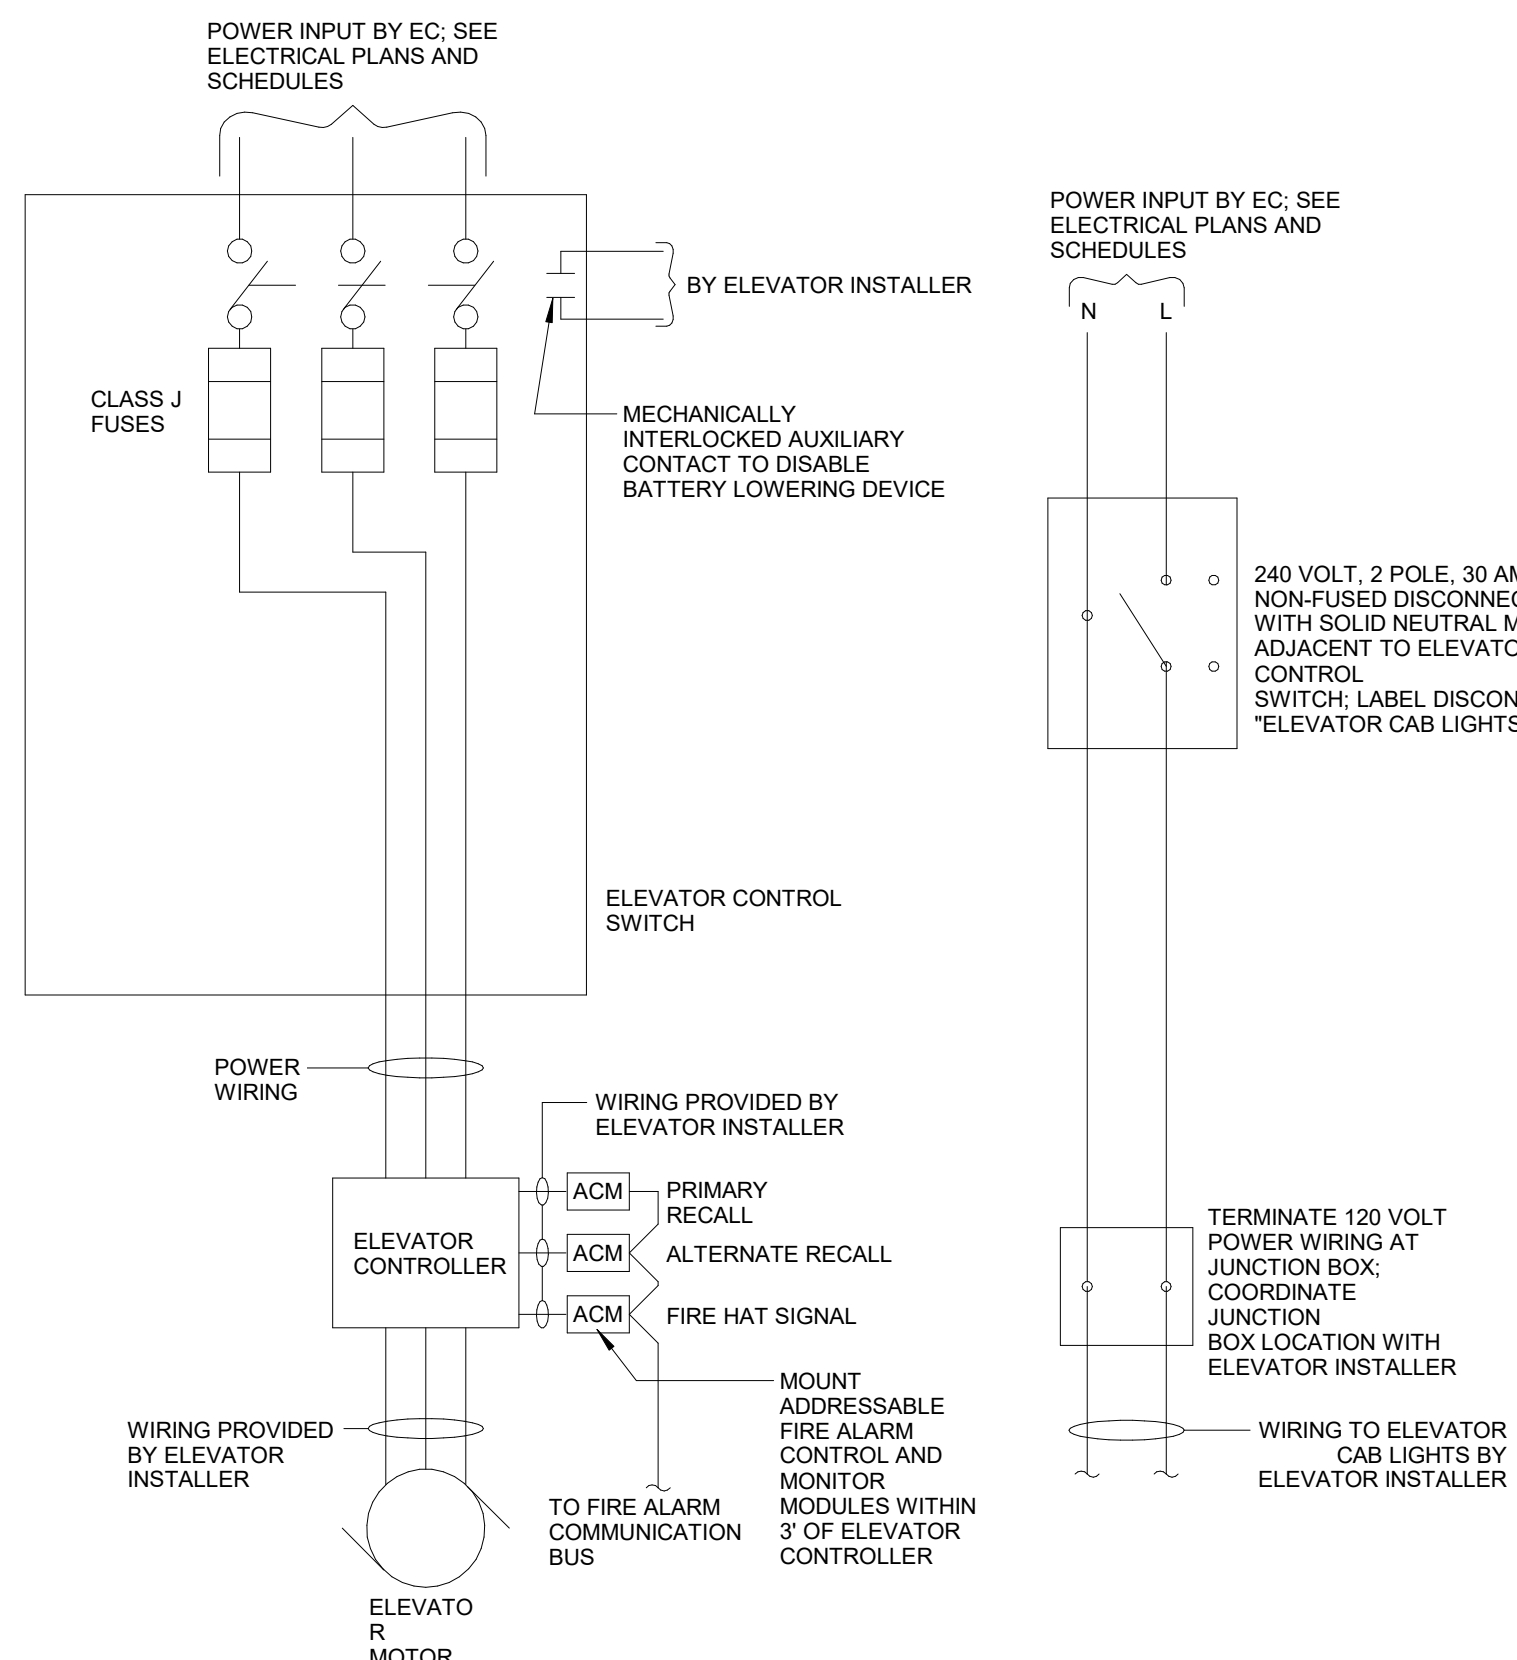 POWER INPUT BY EC; SEE
ELECTRICAL PLANS AND
SCHEDULES
BY ELEVATOR INSTALLER
CLASS J
FUSES
MECHANICALLY
INTERLOCKED AUXILIARY
CONTACT TO DISABLE
BATTERY LOWERING DEVICE
ELEVATOR CONTROL
SWITCH
POWER
WIRING
WIRING PROVIDED BY
ELEVATOR INSTALLER
ELEVATOR
CONTROLLER
ACM
PRIMARY
RECALL
ACM
ALTERNATE RECALL
ACM
FIRE HAT SIGNAL
MOUNT
ADDRESSABLE
FIRE ALARM
CONTROL AND
MONITOR
MODULES WITHIN
3' OF ELEVATOR
CONTROLLER
WIRING PROVIDED
BY ELEVATOR
INSTALLER
TO FIRE ALARM
COMMUNICATION
BUS
ELEVATO
R
MOTOR
POWER INPUT BY EC; SEE
ELECTRICAL PLANS AND
SCHEDULES
N L
240 VOLT, 2 POLE, 30
NON-FUSED
WITH SOLID NEUTRAL
ADJACENT TO
CONTROL
SWITCH; LABEL
"ELEVATOR CAB LIGHTS
TERMINATE 120 VOLT
POWER WIRING AT
JUNCTION BOX;
COORDINATE
JUNCTION
BOX LOCATION WITH
ELEVATOR INSTALLER
WIRING TO ELEVATOR
CAB LIGHTS BY
ELEVATOR INSTALLER